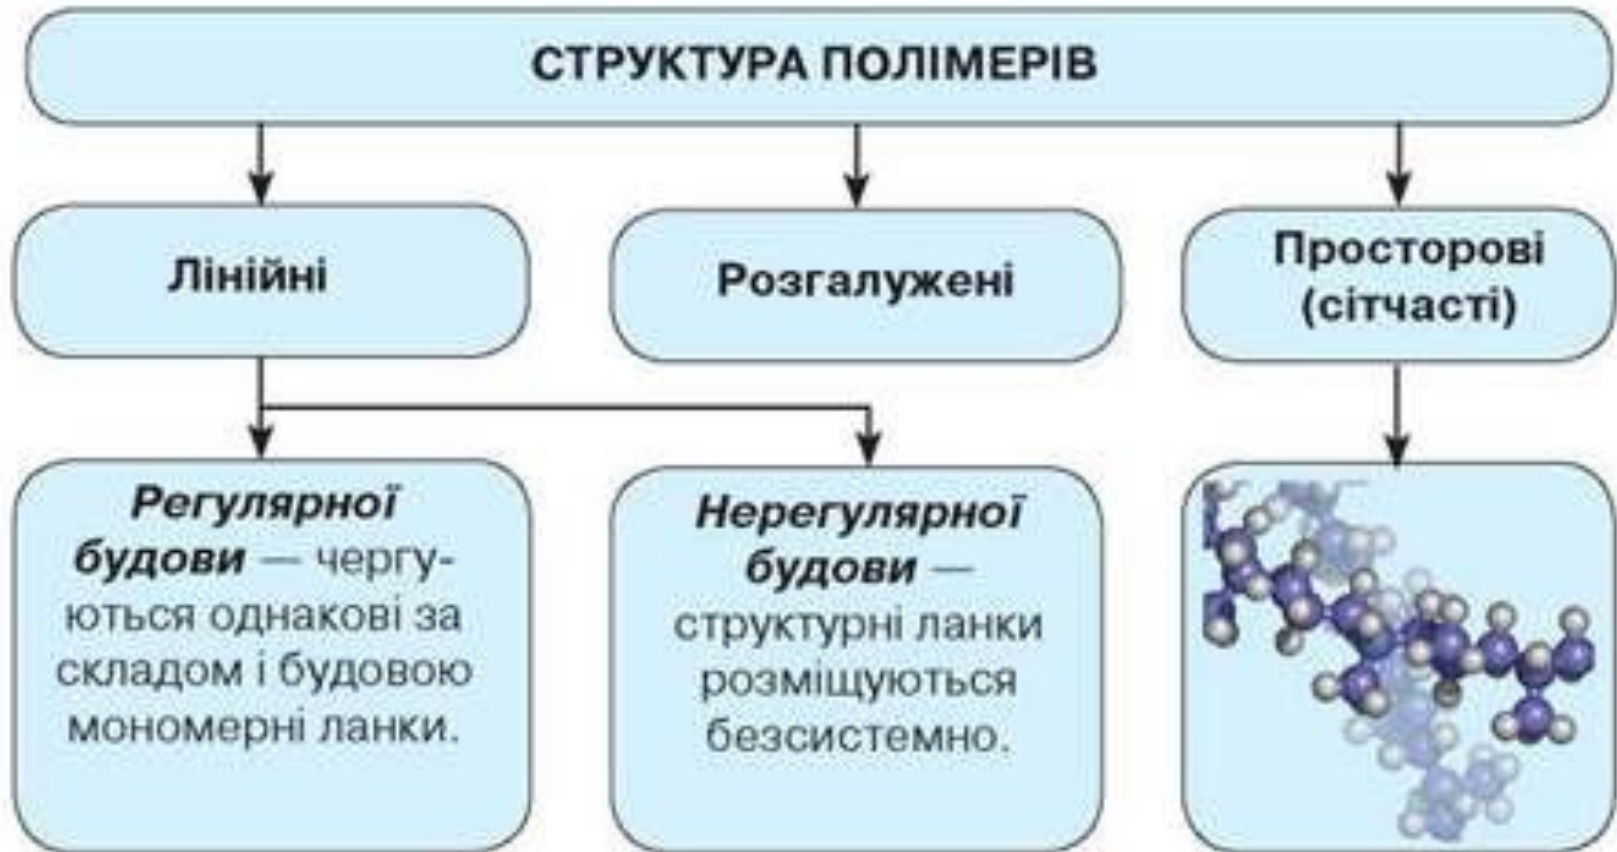 СТРУКТУРА ПОЛІМЕРІВ
Лінійні
Розгалужені
Просторові
(сітчасті)
Регулярної
будови — чергу-
ються однакові за
складом і будовою
мономерні ланки.
Нерегулярної
будови —
структурні ланки
розміщуються
безсистемно.